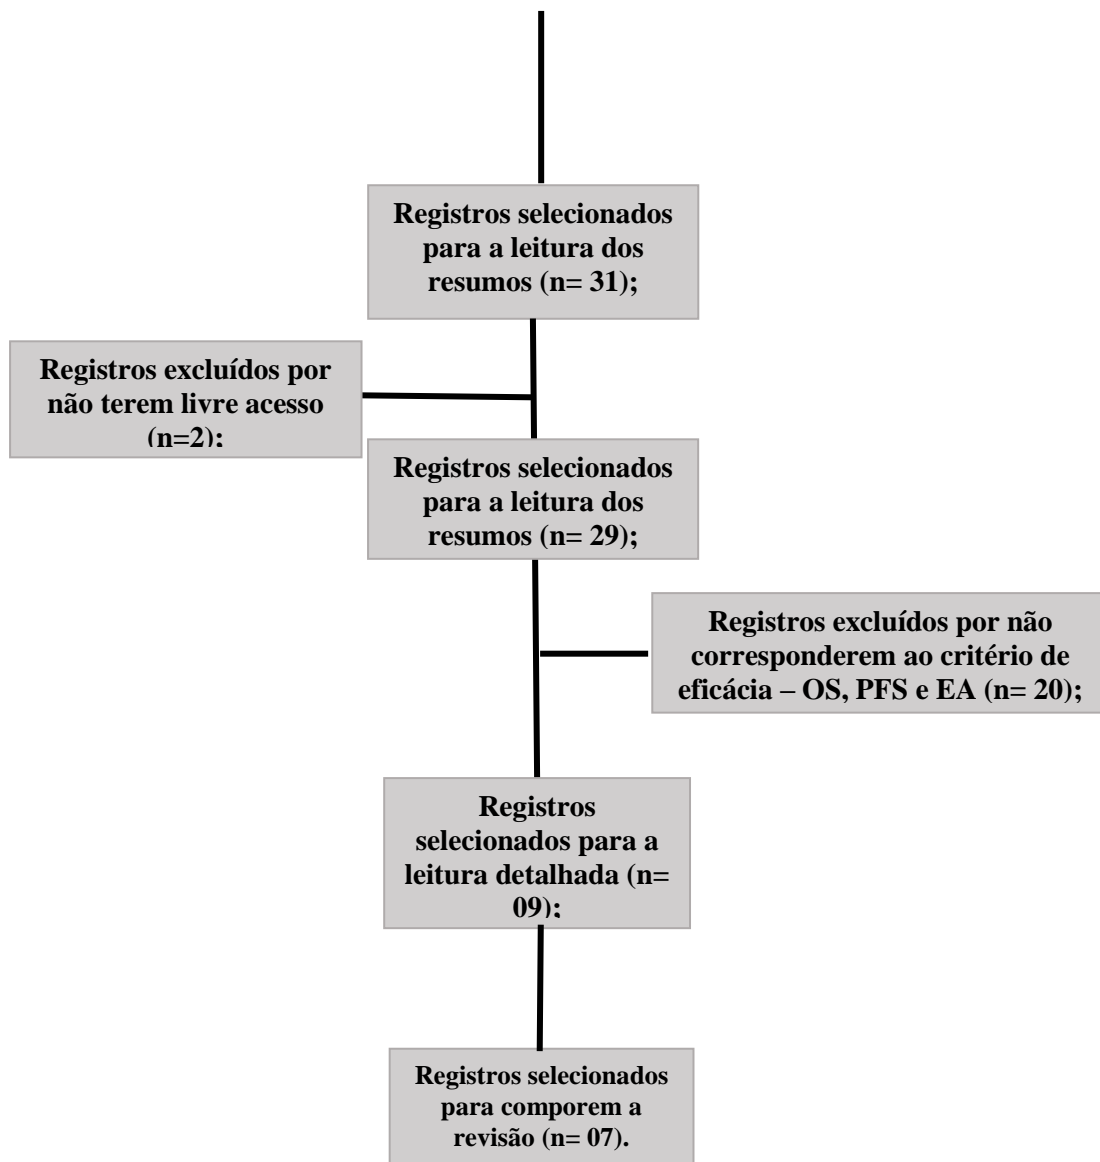 Registros selecionados
para a leitura dos
resumos (n= 31);
Registros excluídos por
não terem livre acesso
(n=2);
Registros selecionados
para a leitura dos
resumos (n= 29);
Registros excluídos por não
corresponderem ao critério de
eficácia – OS, PFS e EA (n= 20);
Registros
selecionados para a
leitura detalhada (n=
09);
Registros selecionados
para comporem a
revisão (n= 07).